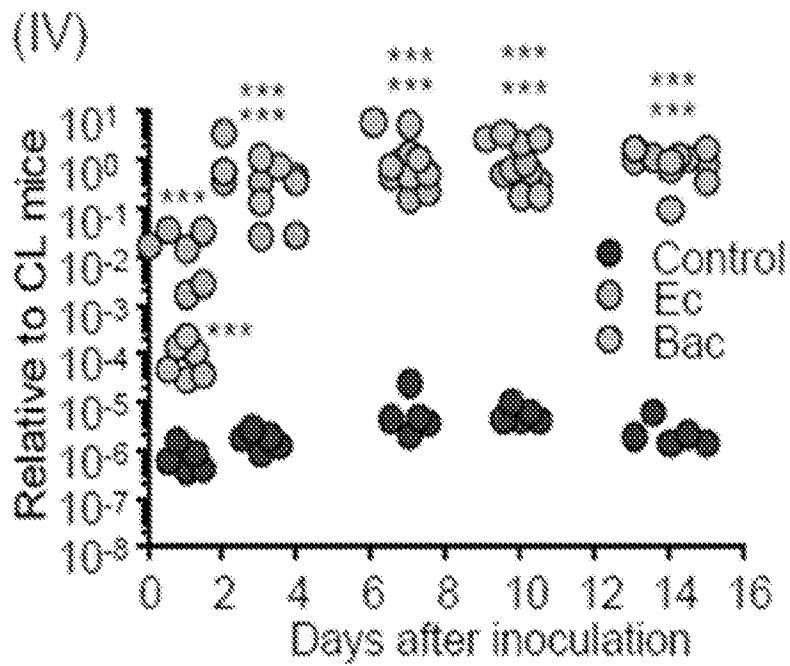 (IV)
***
***
***
***
***
***
***
***
***
***
Relative to CL mice
10¹
10⁰
10⁻¹
10⁻²
10⁻³
10⁻⁴
10⁻⁵
10⁻⁶
10⁻⁷
10⁻⁸
Control
Ec
Bac
0 2 4 6 8 10 12 14 16
Days after inoculation